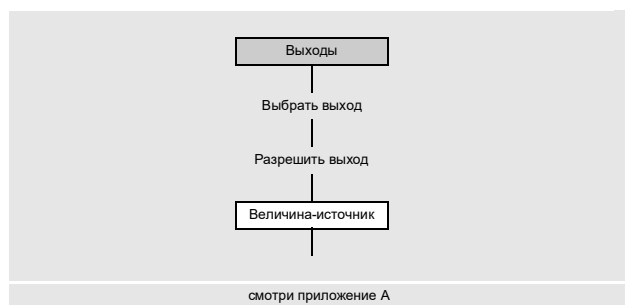 Выходы
Выбрать выход
Разрешить выход
Величина-источник
смотри приложение A